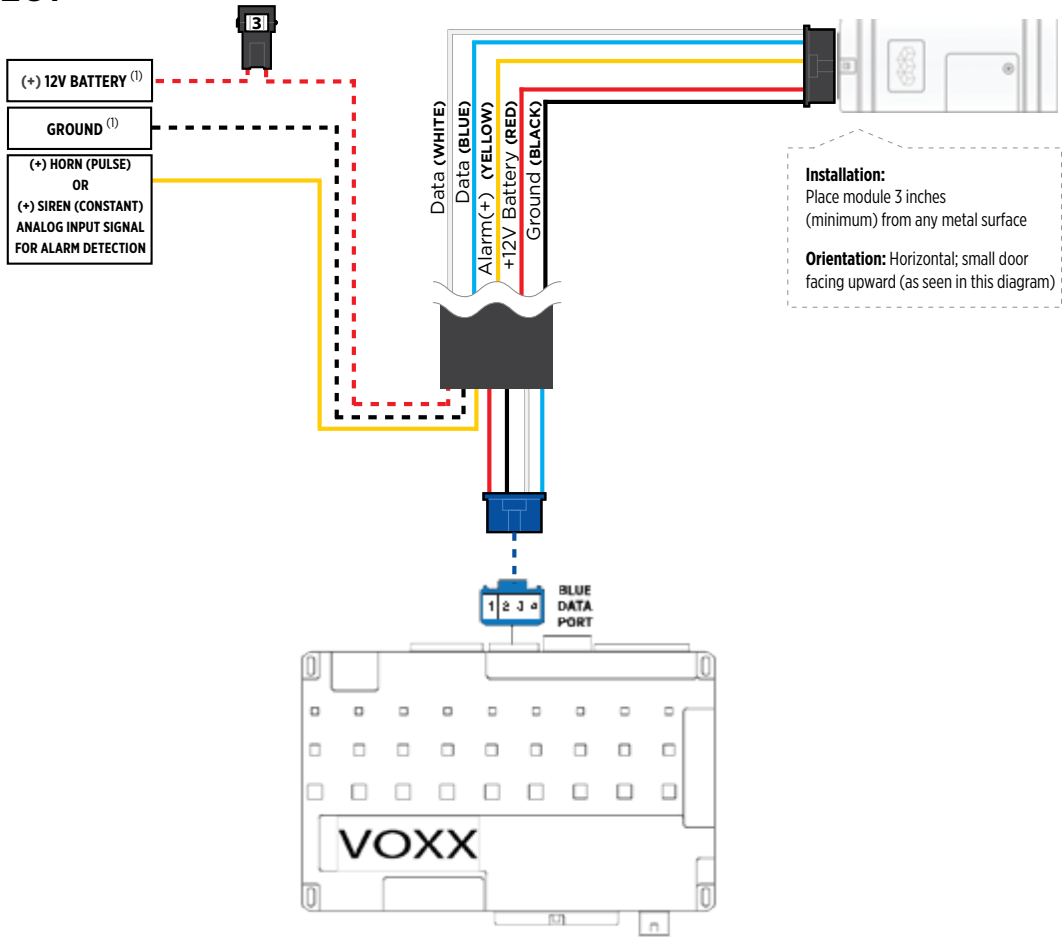 3
(+) 12V BATTERY (1)
GROUND (1)
(+) HORN (PULSE)
OR
(+) SIREN (CONSTANT)
ANALOG INPUT SIGNAL
FOR ALARM DETECTION
Data (WHITE)
Data (BLUE)
Alarm(+) (YELLOW)
+12V Battery (RED)
Ground (BLACK)
Installation:
Place module 3 inches
(minimum) from any metal surface
Orientation: Horizontal; small door
facing upward (as seen in this diagram)
1 2 3 4
BLUE
DATA
PORT
VOXX